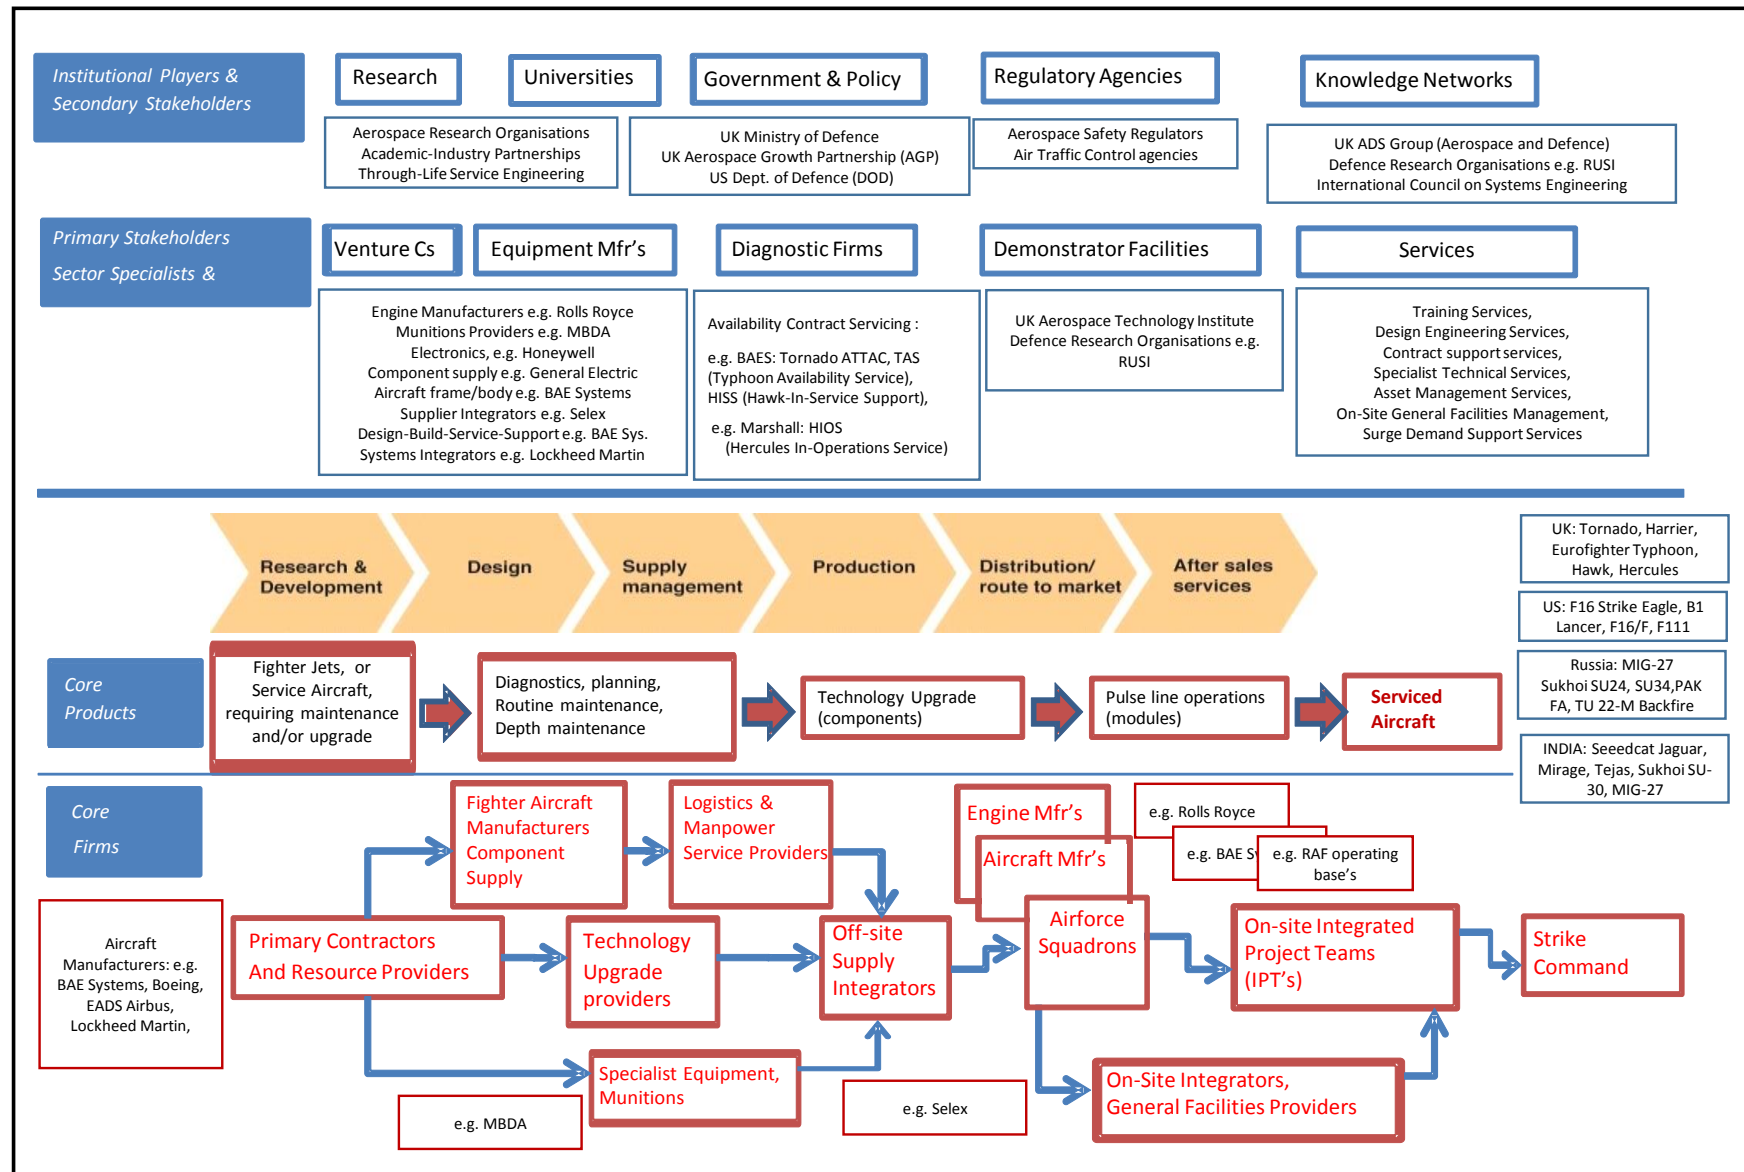 Institutional Players &
Secondary Stakeholders
Research
Universities
Government & Policy
Regulatory Agencies
Knowledge Networks
Aerospace Research Organisations
Academic-Industry Partnerships
Through-Life Service Engineering
UK Ministry of Defence
UK Aerospace Growth Partnership (AGP)
US Dept. of Defence (DOD)
Aerospace Safety Regulators
Air Traffic Control agencies
UK ADS Group (Aerospace and Defence)
Defence Research Organisations e.g. RUSI
International Council on Systems Engineering
Primary Stakeholders
Sector Specialists &
Venture Cs
Equipment Mfr's
Diagnostic Firms
Demonstrator Facilities
Services
Engine Manufacturers e.g. Rolls Royce
Munitions Providers e.g. MBDA
Electronics, e.g. Honeywell
Component supply e.g. General Electric
Aircraft frame/body e.g. BAE Systems
Supplier Integrators e.g. Selex
Design-Build-Service-Support e.g. BAE Sys.
Systems Integrators e.g. Lockheed Martin
Availability Contract Servicing :
e.g. BAES: Tornado ATTAC, TAS
(Typhoon Availability Service),
HISS (Hawk-In-Service Support),
e.g. Marshall: HIOS
(Hercules In-Operations Service)
UK Aerospace Technology Institute
Defence Research Organisations e.g.
RUSI
Training Services,
Design Engineering Services,
Contract support services,
Specialist Technical Services,
Asset Management Services,
On-Site General Facilities Management,
Surge Demand Support Services
Research &
Development
Design
Supply
management
Production
Distribution/
route to market
After sales
services
UK: Tornado, Harrier,
Eurofighter Typhoon,
Hawk, Hercules
US: F16 Strike Eagle, B1
Lancer, F16/F, F111
Russia: MIG-27
Sukhoi SU24, SU34,PAK
FA, TU 22-M Backfire
INDIA: Seeedcat Jaguar,
Mirage, Tejas, Sukhoi SU-
30, MIG-27
Core
Products
Fighter Jets, or
Service Aircraft,
requiring maintenance
and/or upgrade
Diagnostics, planning,
Routine maintenance,
Depth maintenance
Technology Upgrade
(components)
Pulse line operations
(modules)
Serviced
Aircraft
Core
Firms
Fighter Aircraft
Manufacturers
Component
Supply
Logistics &
Manpower
Service Providers
Engine Mfr's
Aircraft Mfr's
Airforce
Squadrons
e.g. Rolls Royce
e.g. BAE Sy
e.g. RAF operating
base's
Aircraft
Manufacturers: e.g.
BAE Systems, Boeing,
EADS Airbus,
Lockheed Martin,
Primary Contractors
And Resource Providers
Technology
Upgrade
providers
Off-site
Supply
Integrators
On-site Integrated
Project Teams
(IPT's)
Strike
Command
Specialist Equipment,
Munitions
e.g. MBDA
e.g. Selex
On-Site Integrators,
General Facilities Providers